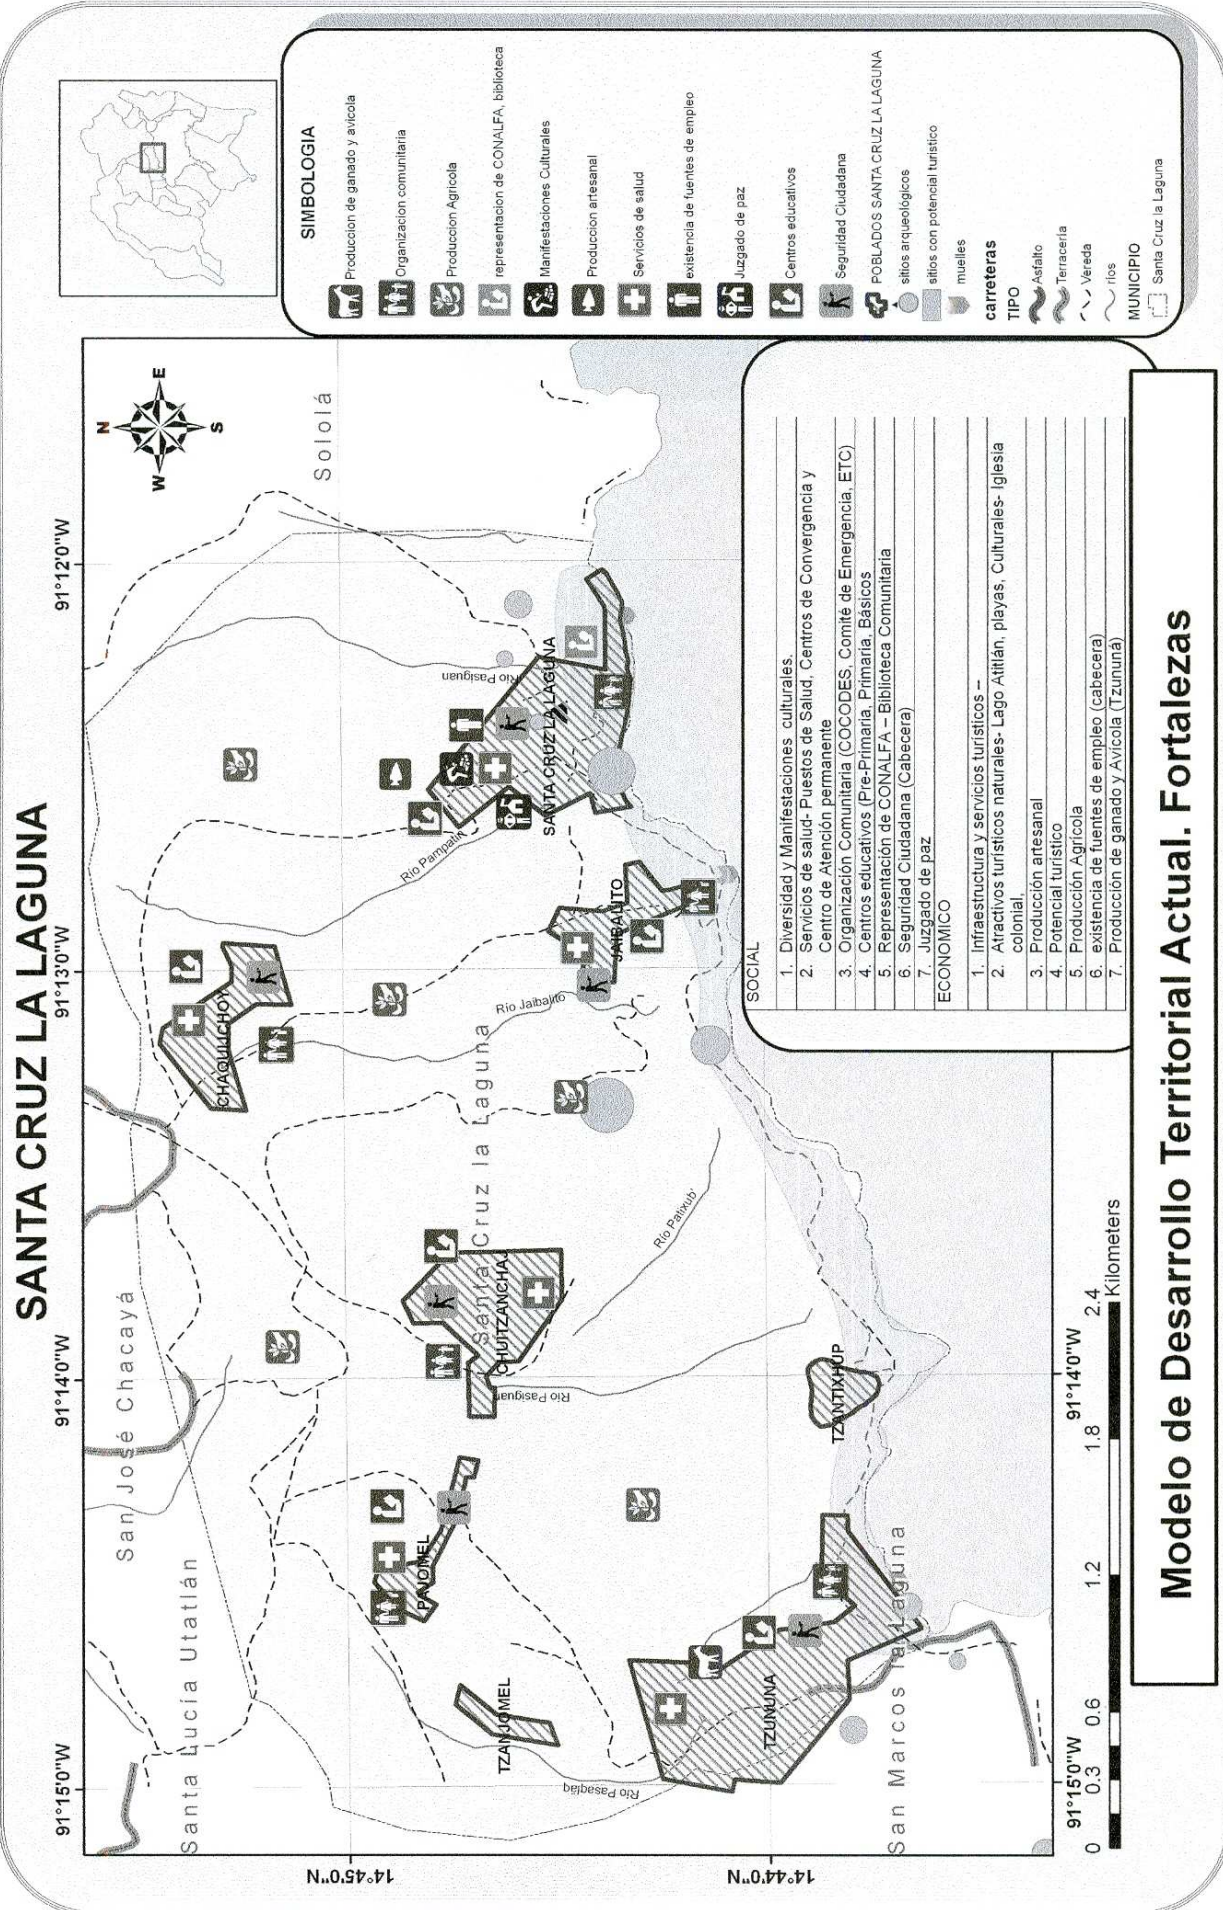 SANTA CRUZ LA LAGUNA
91°15'0"W
91°14'0"W
91°13'0"W
91°12'0"W
14°45'0"N
14°44'0"N
San José Chacayá
Santa Lucía Utatlán
Sololá
Santa Cruz la Laguna
San Marcos la Laguna
N
W
E
S
CHAQUIJCHOY
PAJOMEL
TZANJOMEL
CHUITZANCHAJ
JAIBALITO
SANTA CRUZ LA LAGUNA
TZUNUNA
TZANTIXHUP
Río Pasiguan
Río Pampatin
Río Jaibalito
Río Patixub'
Río Pasiguan
Río Pasaqlaq
91°15'0"W
91°14'0"W
0 0.3 0.6 1.2 1.8 2.4
Kilometers
SIMBOLOGIA
Produccion de ganado y avicola
Organizacion comunitaria
Produccion Agricola
representacion de CONALFA, biblioteca
Manifestaciones Culturales
Produccion artesanal
Servicios de salud
existencia de fuentes de empleo
Juzgado de paz
Centros educativos
Seguridad Ciudadana
POBLADOS SANTA CRUZ LA LAGUNA
sitios arqueológicos
sitios con potencial turistico
muelles
carreteras
TIPO
Asfalto
Terracería
Vereda
rios
MUNICIPIO
Santa Cruz la Laguna
SOCIAL
1. Diversidad y Manifestaciones culturales.
2. Servicios de salud- Puestos de Salud, Centros de Convergencia y
Centro de Atención permanente
3. Organización Comunitaria (COCODES, Comité de Emergencia, ETC)
4. Centros educativos (Pre-Primaria, Primaria, Básicos
5. Representación de CONALFA – Biblioteca Comunitaria
6. Seguridad Ciudadana (Cabecera)
7. Juzgado de paz
ECONOMICO
1. Infraestructura y servicios turísticos –
2. Atractivos turísticos naturales- Lago Atitlán, playas, Culturales- Iglesia
colonial,
3. Producción artesanal
4. Potencial turístico
5. Producción Agrícola
6. existencia de fuentes de empleo (cabecera)
7. Producción de ganado y Avícola (Tzununá)
Modelo de Desarrollo Territorial Actual. Fortalezas